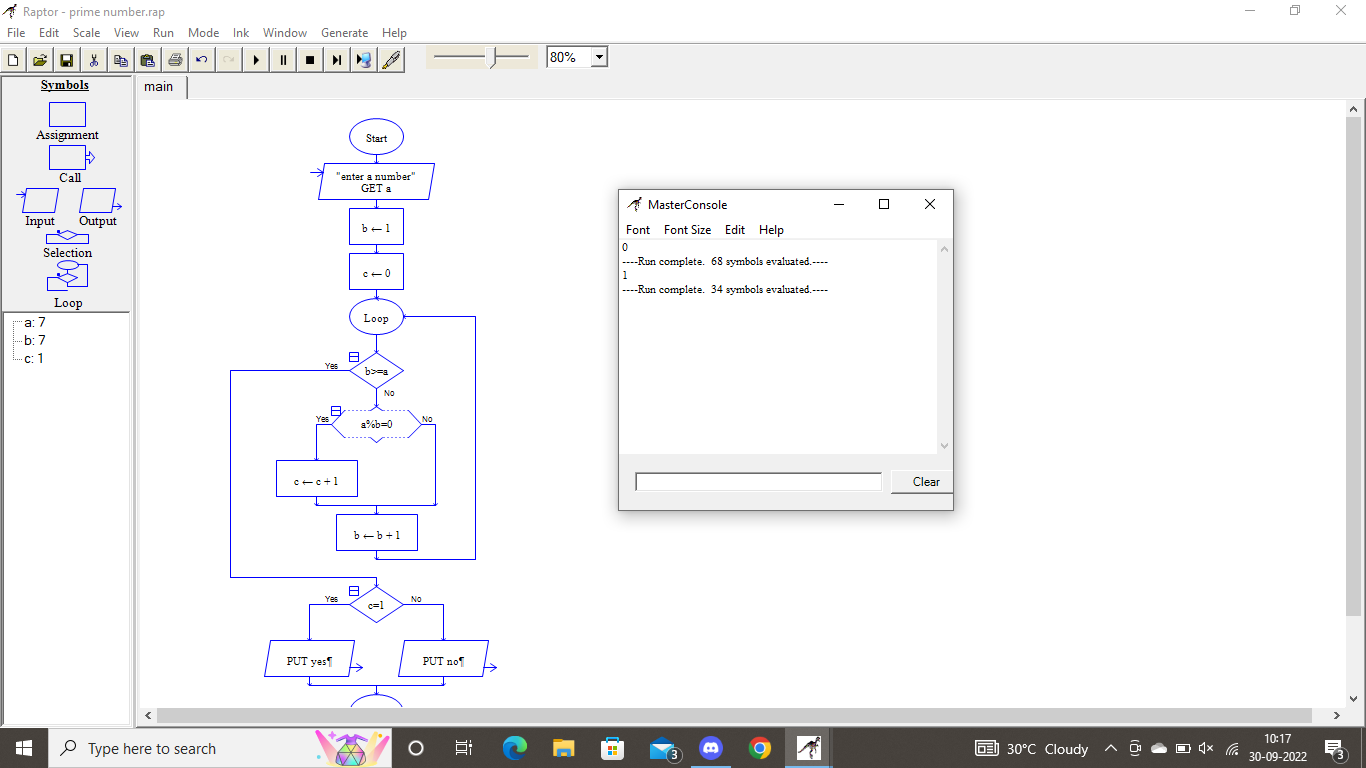 Raptor - prime number.rap
File Edit Scale View Run Mode Ink Window Generate Help
80%
Symbols
Assignment
Call
Input Output
Selection
Loop
a: 7
b: 7
c: 1
main
Start
"enter a number"
GET a
b ← 1
c ← 0
Loop
Yes
b>=a
No
Yes
a%b=0
No
c ← c + 1
b ← b + 1
Yes
c=1
No
PUT yes¶
PUT no¶
MasterConsole
Font Font Size Edit Help
0
----Run complete. 68 symbols evaluated.----
1
----Run complete. 34 symbols evaluated.----
Clear
Type here to search
3
30°C Cloudy
10:17
30-09-2022
3